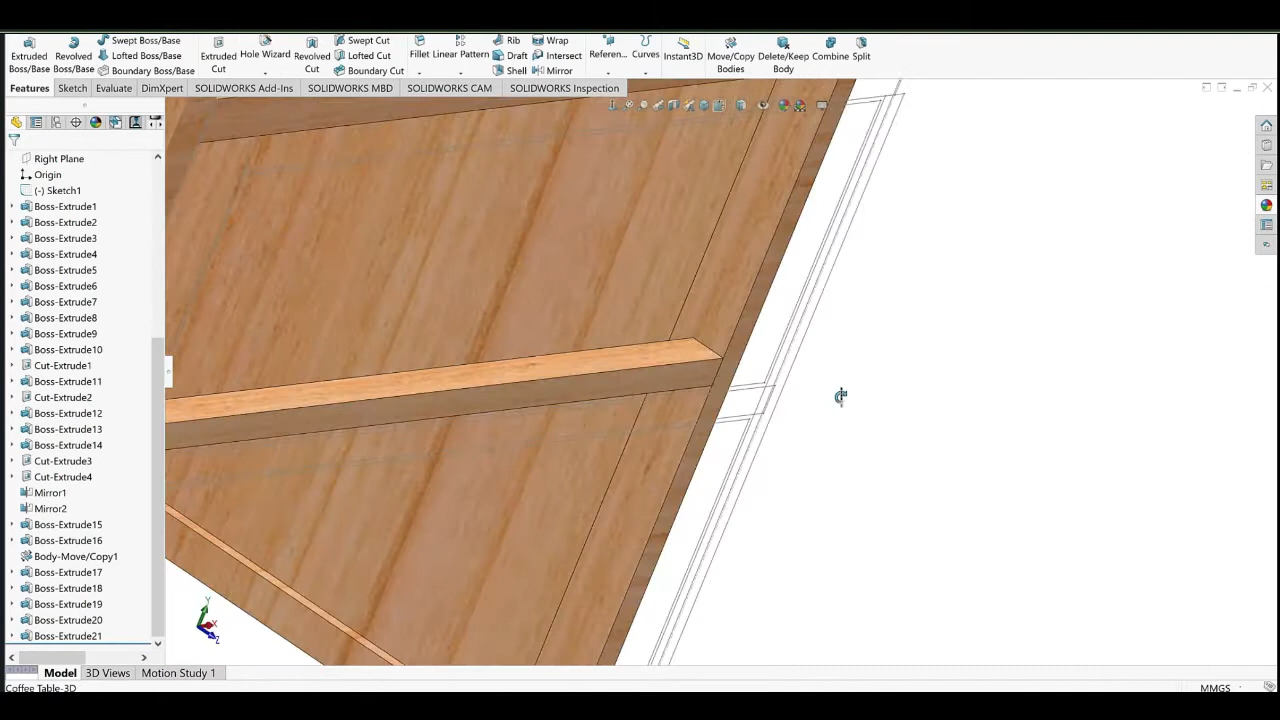 Extruded Boss/Base
Revolved Boss/Base
Swept Boss/Base
Lofted Boss/Base
Boundary Boss/Base
Extruded Cut
Hole Wizard
Revolved Cut
Swept Cut
Lofted Cut
Boundary Cut
Fillet
Linear Pattern
Rib
Draft
Shell
Wrap
Intersect
Mirror
Referen...
Curves
Instant3D
Move/Copy Bodies
Delete/Keep Body
Combine
Split
Features
Sketch
Evaluate
DimXpert
SOLIDWORKS Add-Ins
SOLIDWORKS MBD
SOLIDWORKS CAM
SOLIDWORKS Inspection
Right Plane
Origin
(-) Sketch1
Boss-Extrude1
Boss-Extrude2
Boss-Extrude3
Boss-Extrude4
Boss-Extrude5
Boss-Extrude6
Boss-Extrude7
Boss-Extrude8
Boss-Extrude9
Boss-Extrude10
Cut-Extrude1
Boss-Extrude11
Cut-Extrude2
Boss-Extrude12
Boss-Extrude13
Boss-Extrude14
Cut-Extrude3
Cut-Extrude4
Mirror1
Mirror2
Boss-Extrude15
Boss-Extrude16
Body-Move/Copy1
Boss-Extrude17
Boss-Extrude18
Boss-Extrude19
Boss-Extrude20
Boss-Extrude21
Y
X
Z
Model
3D Views
Motion Study 1
Coffee Table-3D
MMGS